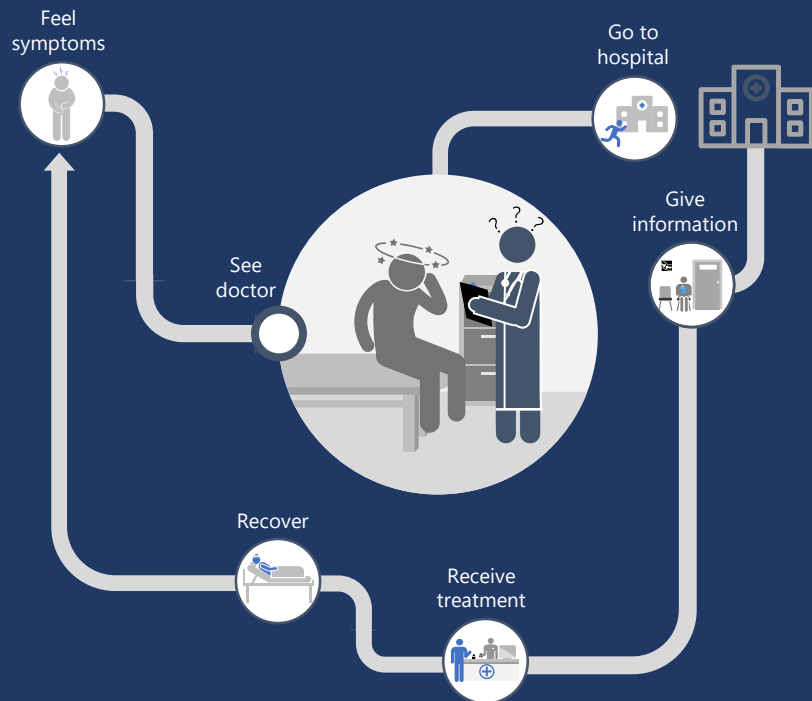 Feel
symptoms
Go to
hospital
Give
information
See
doctor
? ? ?
Recover
Receive
treatment